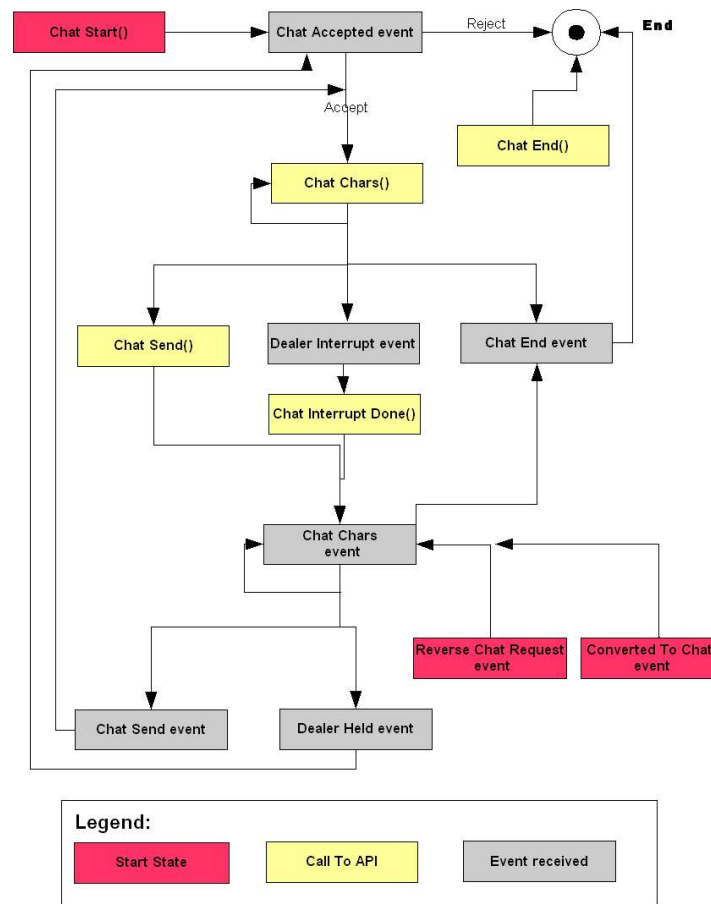 Chat Start()
Chat Accepted event
Reject
End
Accept
Chat End()
Chat Chars()
Chat Send()
Dealer Interrupt event
Chat End event
Chat Interrupt Done()
Chat Chars
event
Reverse Chat Request
event
Converted To Chat
event
Chat Send event
Dealer Held event
Legend:
Start State
Call To API
Event received